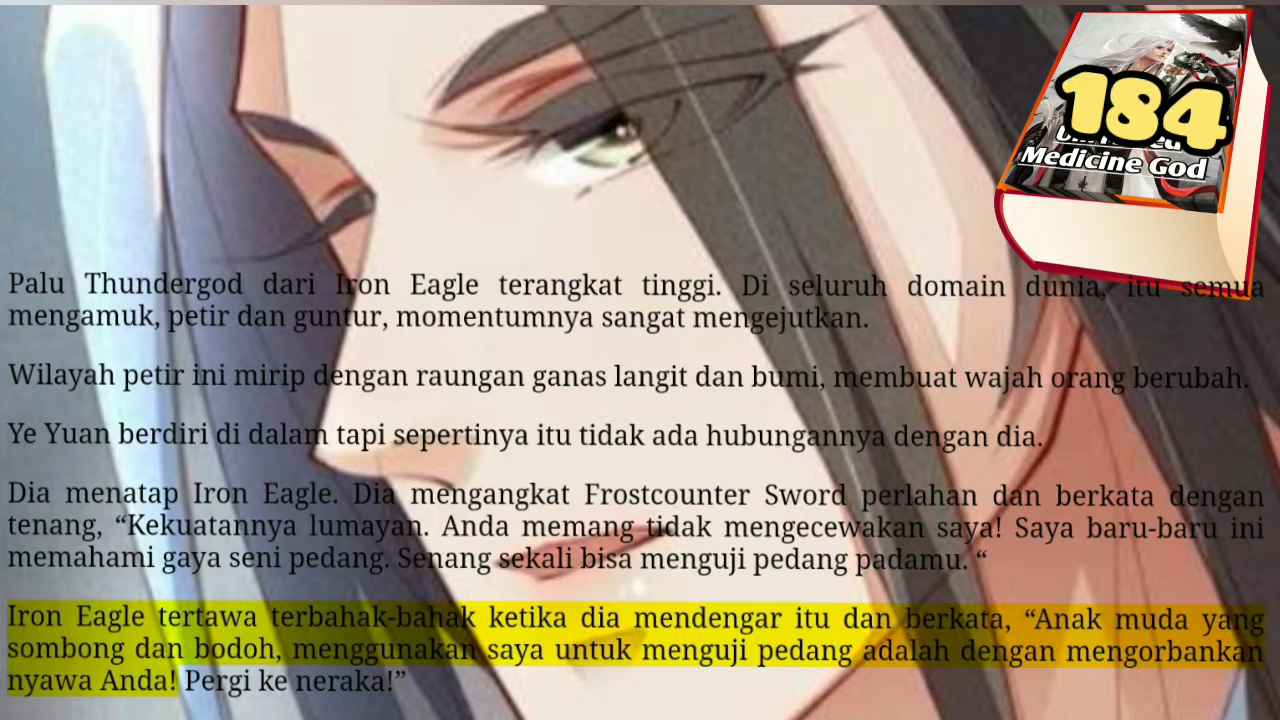 184
Medicine God
Palu Thundergod dari Iron Eagle terangkat tinggi. Di seluruh domain dunia, itu semua
mengamuk, petir dan guntur, momentumnya sangat mengejutkan.
Wilayah petir ini mirip dengan raungan ganas langit dan bumi, membuat wajah orang berubah.
Ye Yuan berdiri di dalam tapi sepertinya itu tidak ada hubungannya dengan dia.
Dia menatap Iron Eagle. Dia mengangkat Frostcounter Sword perlahan dan berkata dengan
tenang, “Kekuatannya lumayan. Anda memang tidak mengecewakan saya! Saya baru-baru ini
memahami gaya seni pedang. Senang sekali bisa menguji pedang padamu. “
Iron Eagle tertawa terbahak-bahak ketika dia mendengar itu dan berkata, “Anak muda yang
sombong dan bodoh, menggunakan saya untuk menguji pedang adalah dengan mengorbankan
nyawa Anda! Pergi ke neraka!”